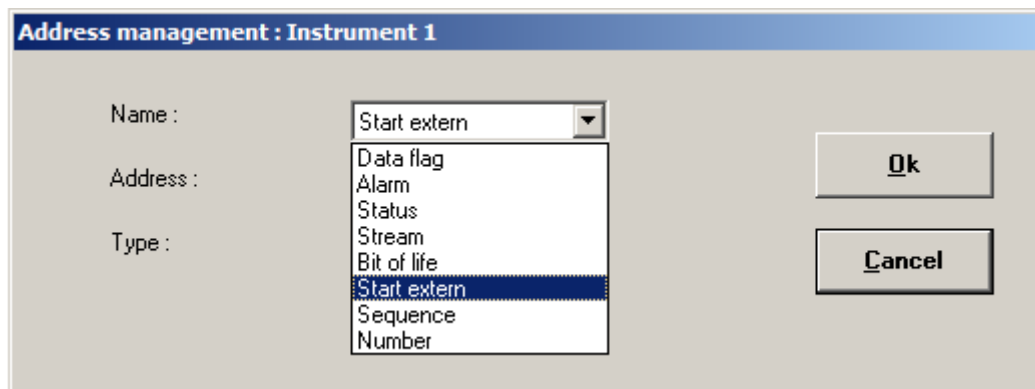 Address management : Instrument 1
Name :
Start extern
Data flag
Alarm
Status
Stream
Bit of life
Start extern
Sequence
Number
Address :
Type :
Ok
Cancel